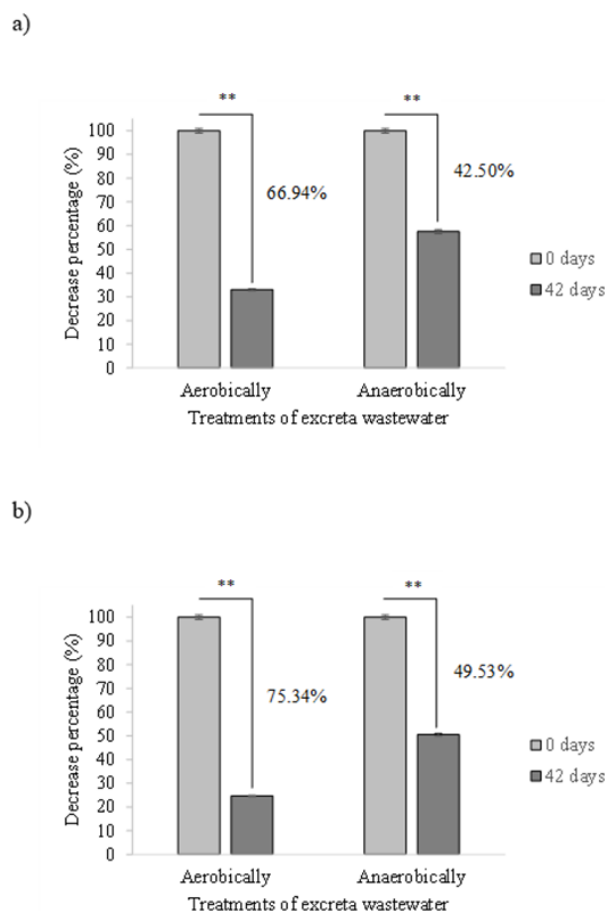 a)
**
**
Decrease percentage (%)
100
90
80
70
60
50
40
30
20
10
0
66.94%
42.50%
0 days
42 days
Aerobically
Anaerobically
Treatments of excreta wastewater
b)
**
**
Decrease percentage (%)
100
90
80
70
60
50
40
30
20
10
0
75.34%
49.53%
0 days
42 days
Aerobically
Anaerobically
Treatments of excreta wastewater